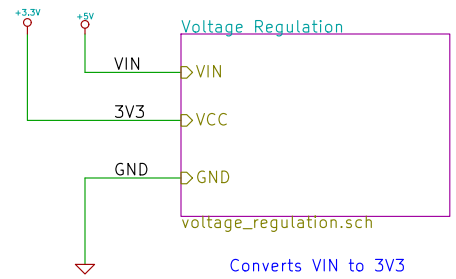 +3.3V
+5V
Voltage Regulation
VIN
VIN
3V3
VCC
GND
GND
voltage_regulation.sch
Converts VIN to 3V3